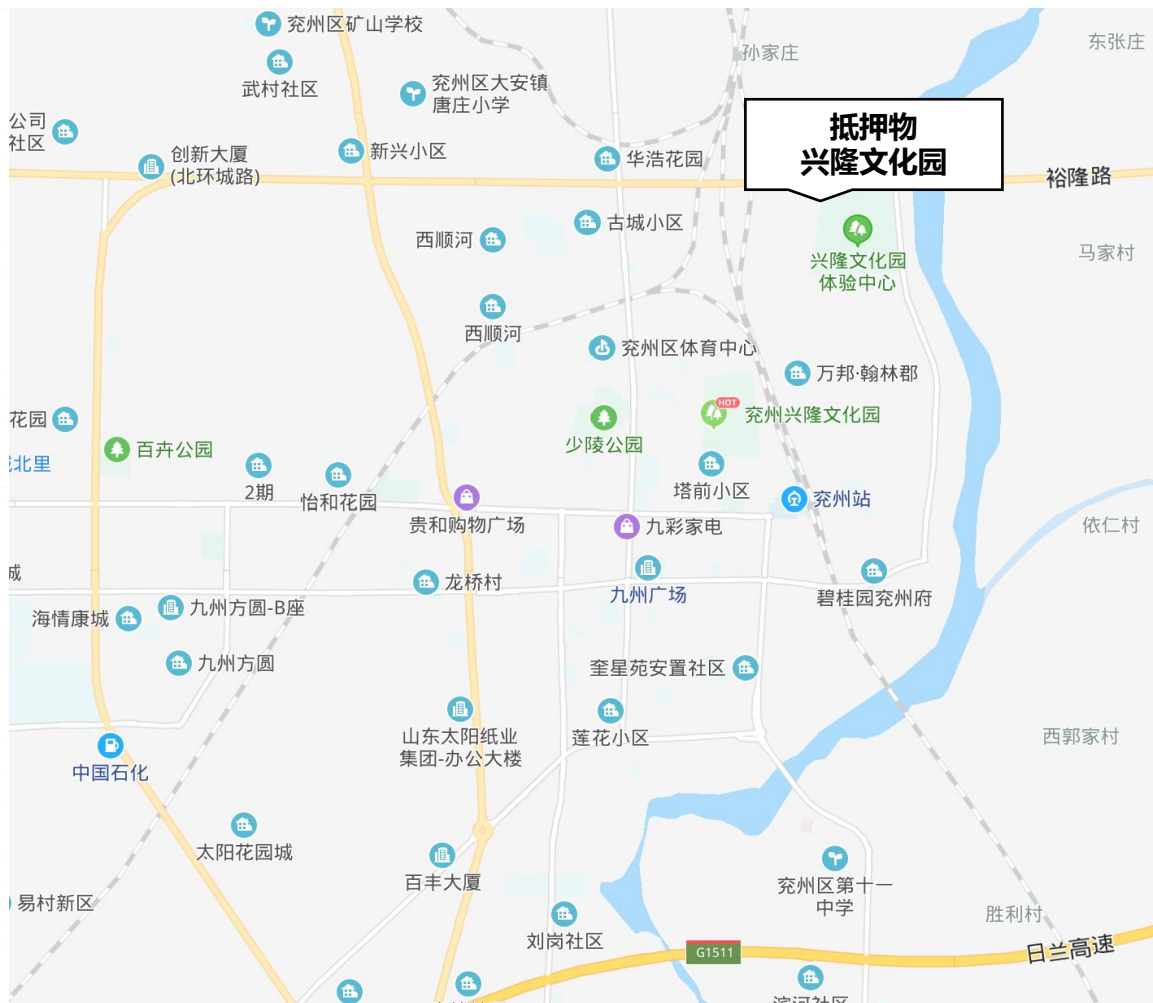 兖州区矿山学校
孙家庄
东张庄
武村社区
兖州区大安镇
唐庄小学
公司
社区
抵押物
兴隆文化园
创新大厦
(北环城路)
新兴小区
华浩花园
裕隆路
古城小区
西顺河
马家村
兴隆文化园
体验中心
西顺河
兖州区体育中心
万邦·翰林郡
花园
HOT
兖州兴隆文化园
少陵公园
百卉公园
北里
2期
怡和花园
塔前小区
兖州站
贵和购物广场
九彩家电
依仁村
城
龙桥村
九州广场
碧桂园兖州府
海情康城
九州方圆-B座
九州方圆
奎星苑安置社区
山东太阳纸业
集团-办公大楼
莲花小区
西郭家村
中国石化
太阳花园城
百丰大厦
兖州区第十一
中学
易村新区
胜利村
刘岗社区
G1511
日兰高速
滨河社区